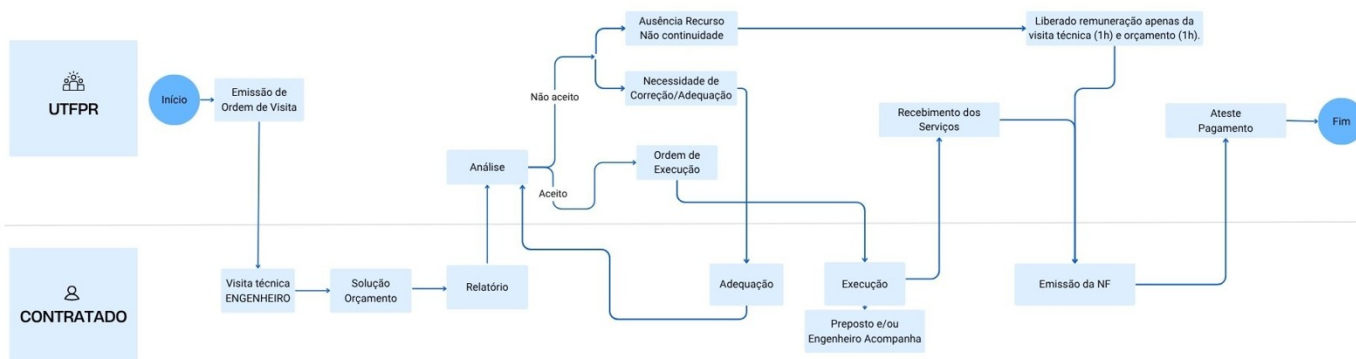 UTFPR
Início
Emissão de
Ordem de Visita
Análise
Não aceito
Aceito
Ausência Recurso
Não continuidade
Necessidade de
Correção/Adequação
Ordem de
Execução
Recebimento dos
Serviços
Liberado remuneração apenas da
visita técnica (1h) e orçamento (1h).
Ateste
Pagamento
Fim
CONTRATADO
Visita técnica
ENGENHEIRO
Solução
Orçamento
Relatório
Adequação
Execução
Preposto e/ou
Engenheiro Acompanha
Emissão da NF